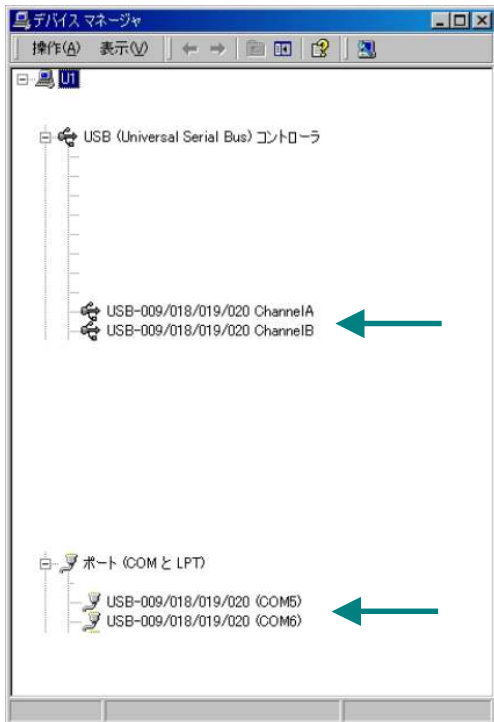 デバイス マネージャ
操作(A) 表示(V)
U1
USB (Universal Serial Bus) コントローラ
USB-009/018/019/020 ChannelA
USB-009/018/019/020 ChannelB
ポート (COM と LPT)
USB-009/018/019/020 (COM5)
USB-009/018/019/020 (COM6)